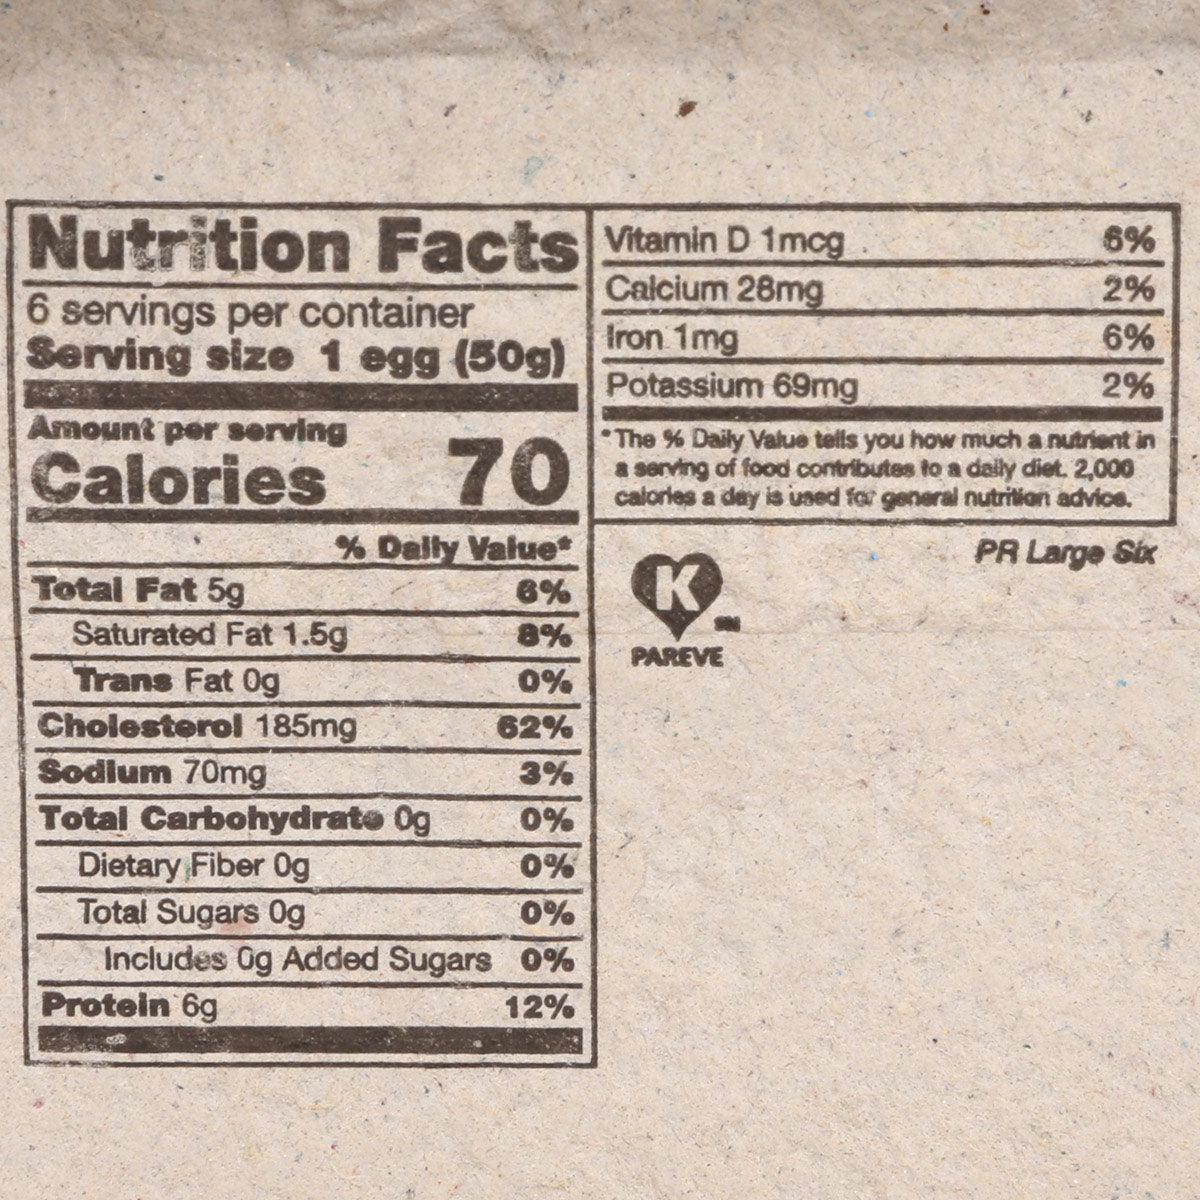 Nutrition Facts
6 servings per container
Serving size 1 egg (50g)
Amount per serving
Calories 70
% Daily Value*
Total Fat 5g 6%
Saturated Fat 1.5g 8%
Trans Fat 0g 0%
Cholesterol 185mg 62%
Sodium 70mg 3%
Total Carbohydrate 0g 0%
Dietary Fiber 0g 0%
Total Sugars 0g 0%
Includes 0g Added Sugars 0%
Protein 6g 12%
Vitamin D 1mcg 6%
Calcium 28mg 2%
Iron 1mg 6%
Potassium 69mg 2%
*The % Daily Value tells you how much a nutrient in
a serving of food contributes to a daily diet. 2,000
calories a day is used for general nutrition advice.
PR Large Six
K
PAREVE